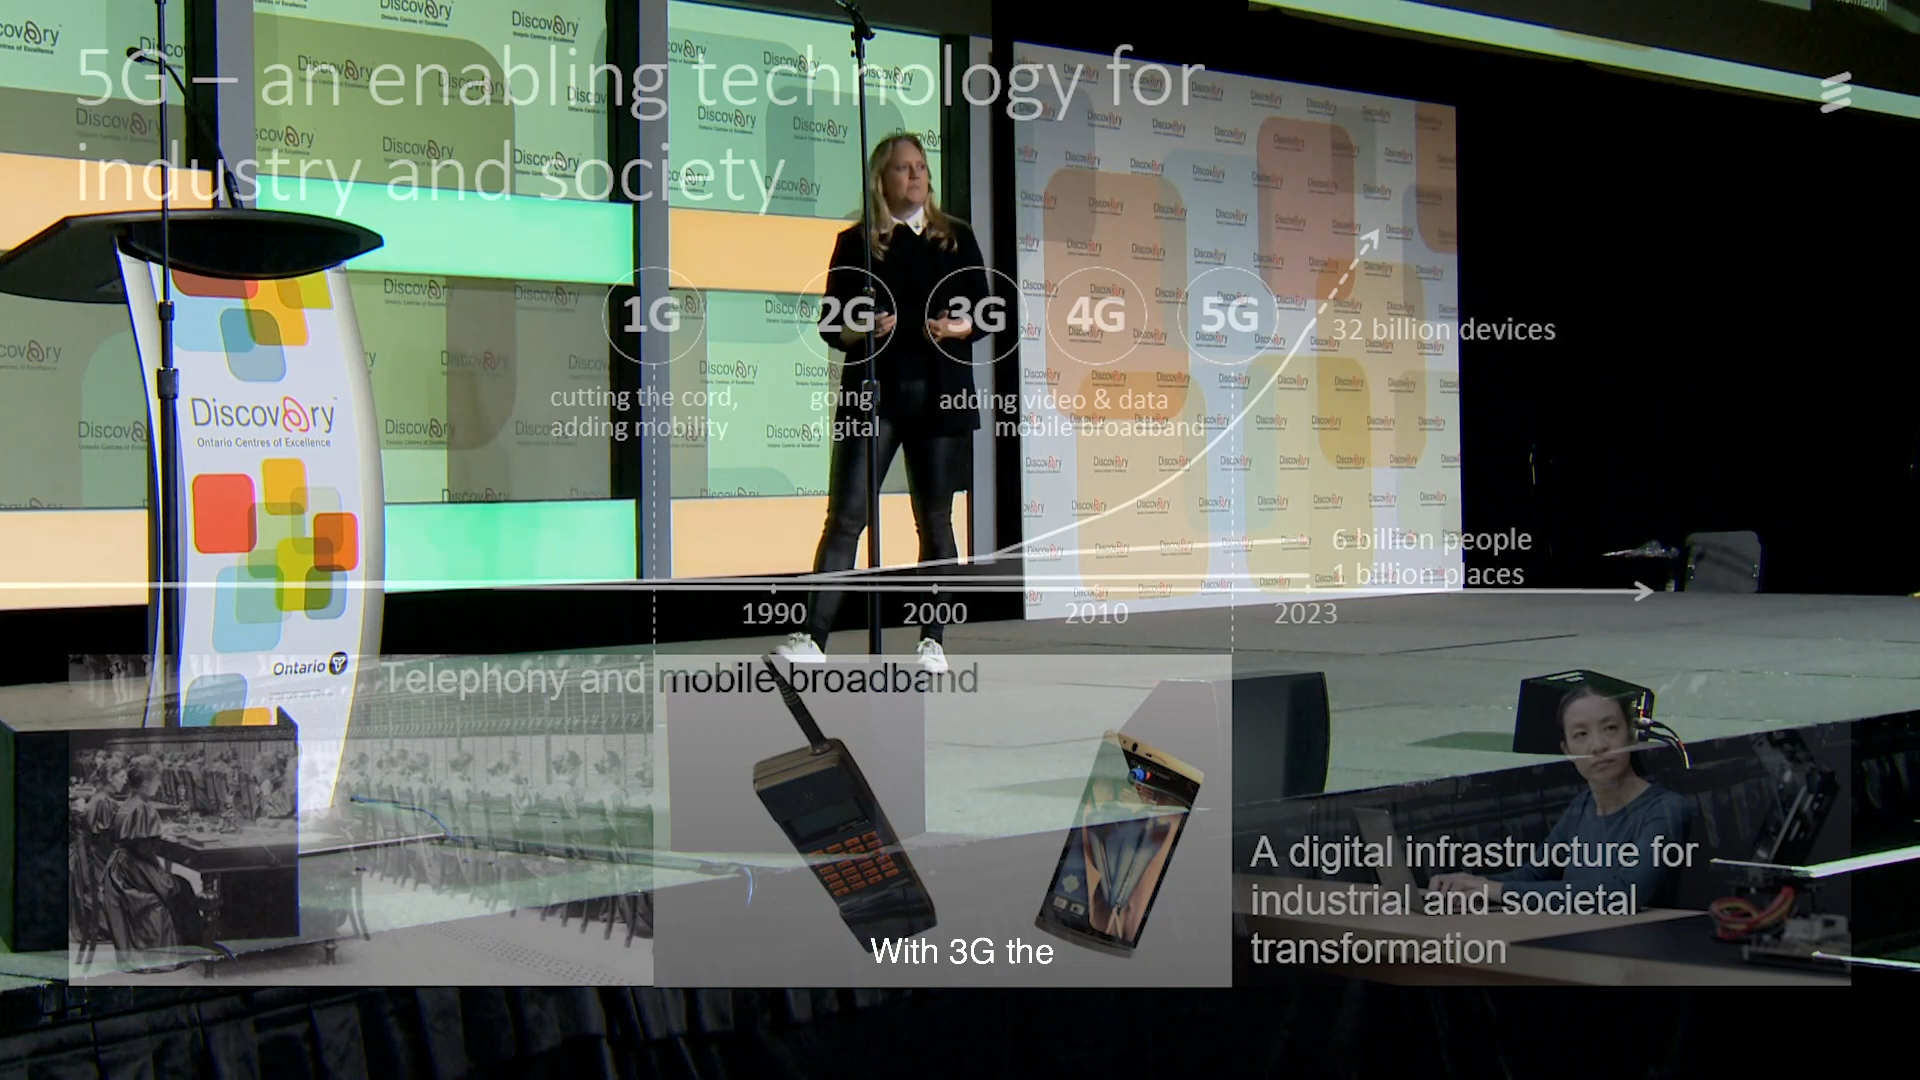 5G – an enabling technology for
industry and society
1G
2G
3G
4G
5G
32 billion devices
cutting the cord,
adding mobility
going
digital
adding video & data
mobile broadband
6 billion people
1 billion places
1990
2000
2010
2023
Discovery
Ontario Centres of Excellence
Ontario
Telephony and mobile broadband
A digital infrastructure for
industrial and societal
transformation
With 3G the